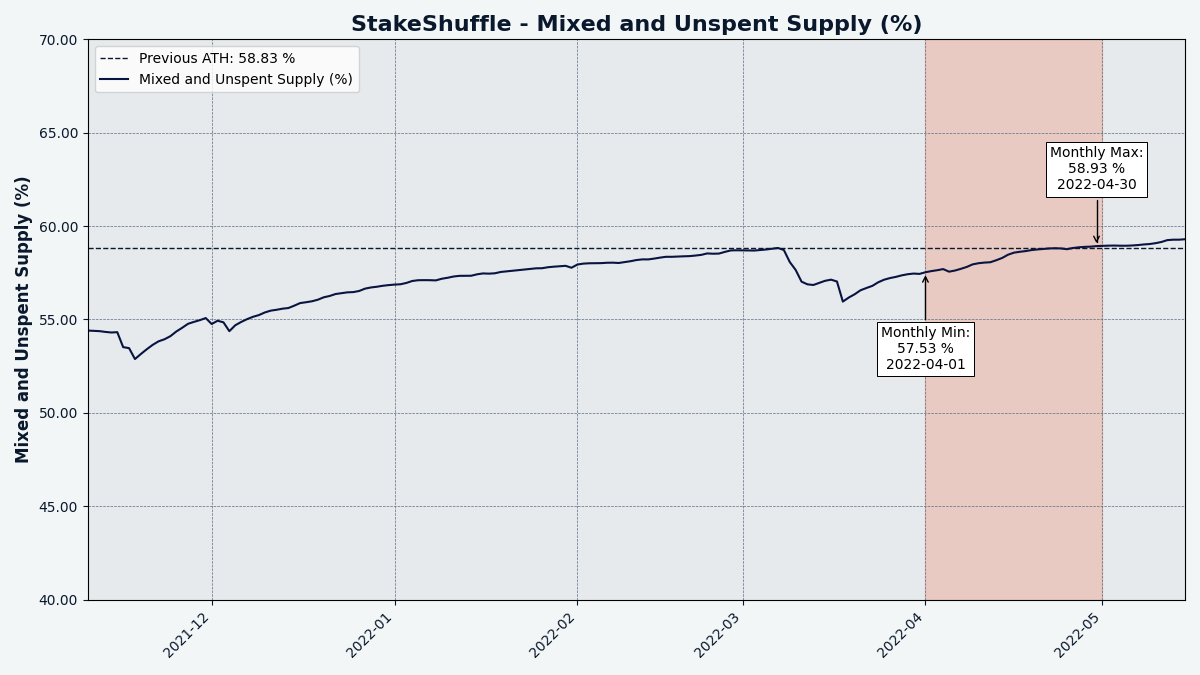 StakeShuffle - Mixed and Unspent Supply (%)
Previous ATH: 58.83 %
Mixed and Unspent Supply (%)
Mixed and Unspent Supply (%)
70.00
65.00
60.00
55.00
50.00
45.00
40.00
Monthly Max:
58.93 %
2022-04-30
Monthly Min:
57.53 %
2022-04-01
2021-12
2022-01
2022-02
2022-03
2022-04
2022-05